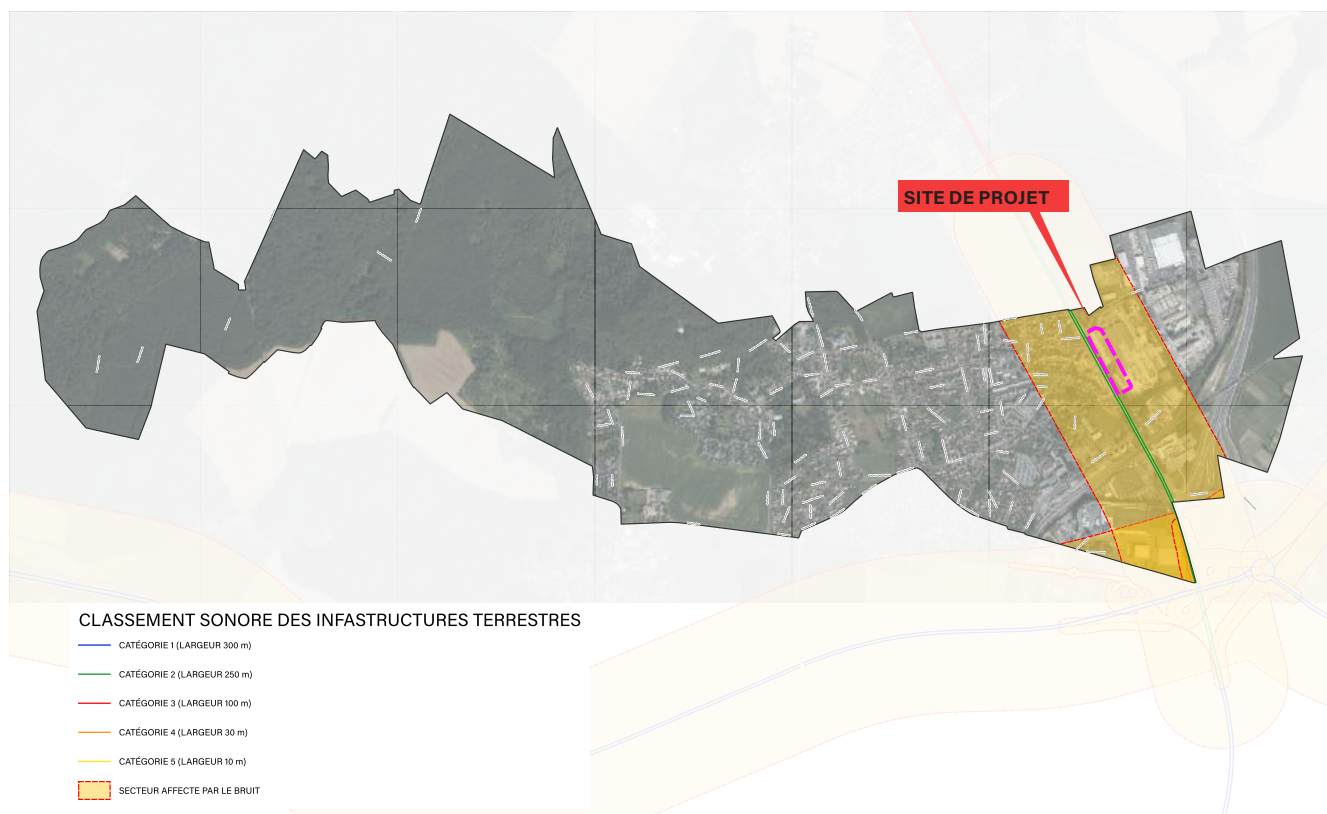 SITE DE PROJET
CLASSEMENT SONORE DES INFASTRUCTURES TERRESTRES
CATÉGORIE 1 (LARGEUR 300 m)
CATÉGORIE 2 (LARGEUR 250 m)
CATÉGORIE 3 (LARGEUR 100 m)
CATÉGORIE 4 (LARGEUR 30 m)
CATÉGORIE 5 (LARGEUR 10 m)
SECTEUR AFFECTE PAR LE BRUIT